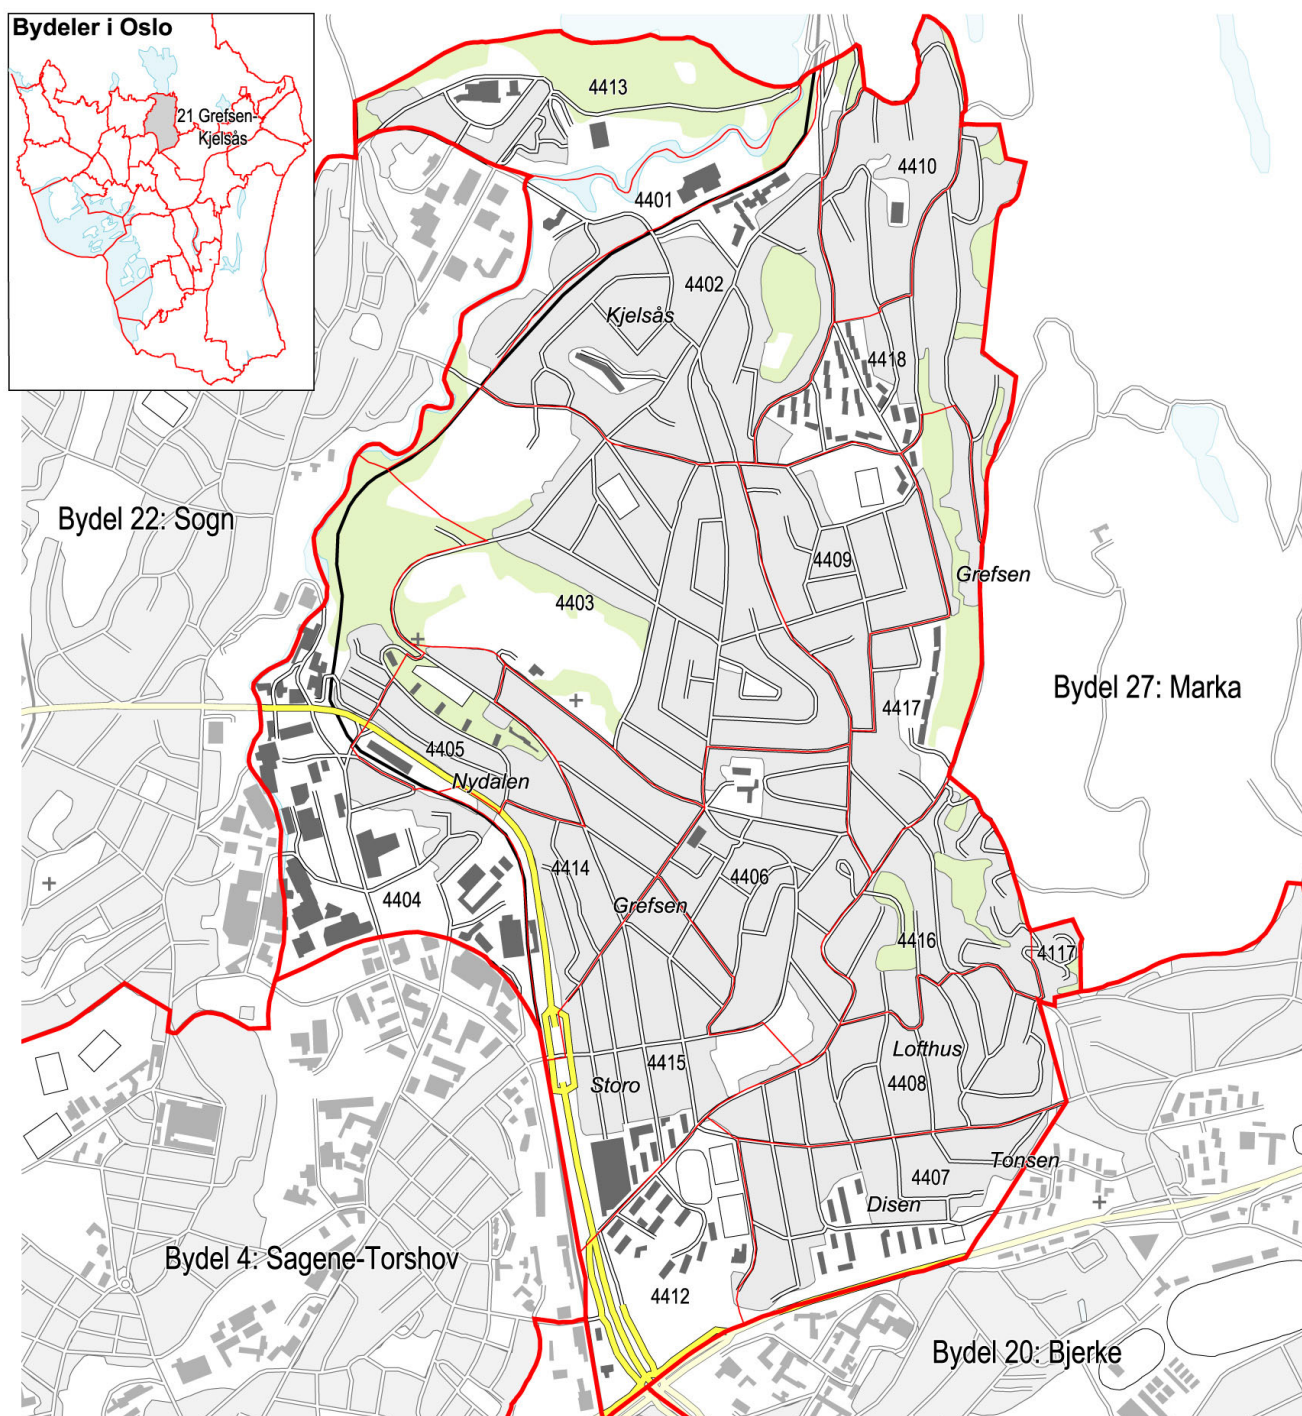 Bydeler i Oslo
21 Grefsen-
Kjelsås
4413
4410
4401
4402
Kjelsås
4418
Bydel 22: Sogn
4409
Grefsen
4403
Bydel 27: Marka
4417
4405
Nydalen
4414
4406
4404
Grefsen
4416
4117
Lofthus
4415
Storo
4408
Tonsen
4407
Disen
Bydel 4: Sagene-Torshov
4412
Bydel 20: Bjerke